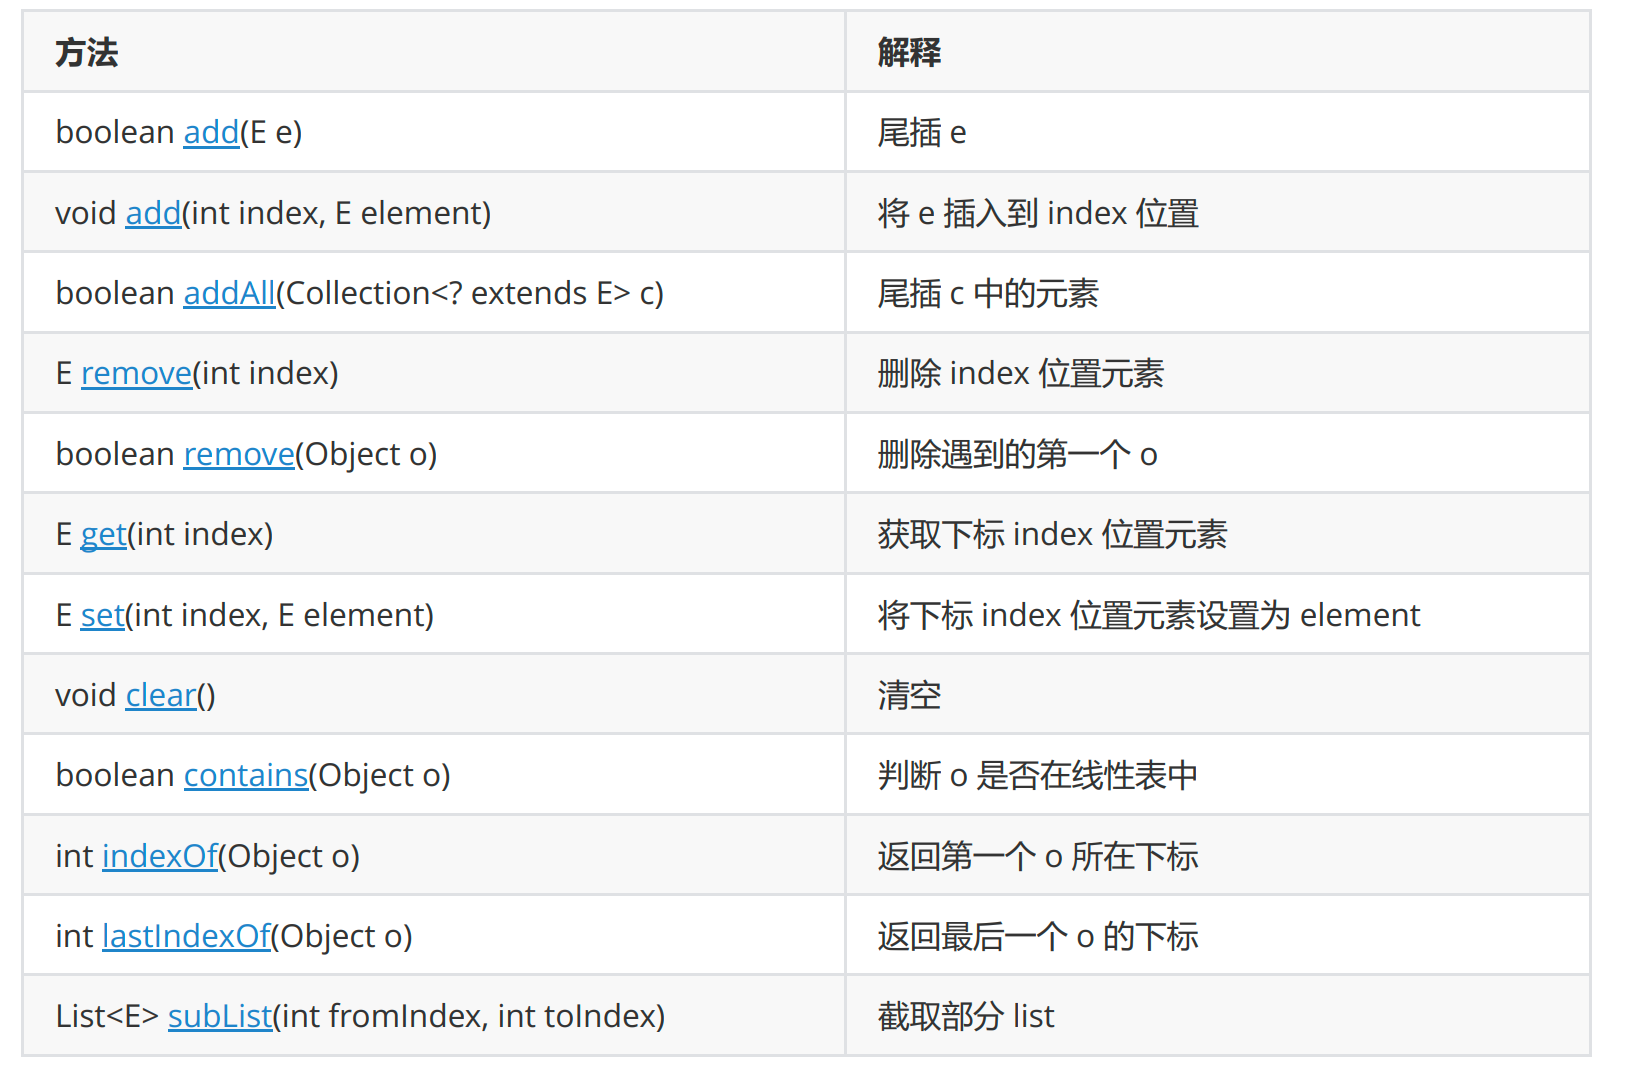 方法 解释
boolean add(E e) 尾插 e
void add(int index, E element) 将 e 插入到 index 位置
boolean addAll(Collection<? extends E> c) 尾插 c 中的元素
E remove(int index) 删除 index 位置元素
boolean remove(Object o) 删除遇到的第一个 o
E get(int index) 获取下标 index 位置元素
E set(int index, E element) 将下标 index 位置元素设置为 element
void clear() 清空
boolean contains(Object o) 判断 o 是否在线性表中
int indexOf(Object o) 返回第一个 o 所在下标
int lastIndexOf(Object o) 返回最后一个 o 的下标
List<E> subList(int fromIndex, int toIndex) 截取部分 list